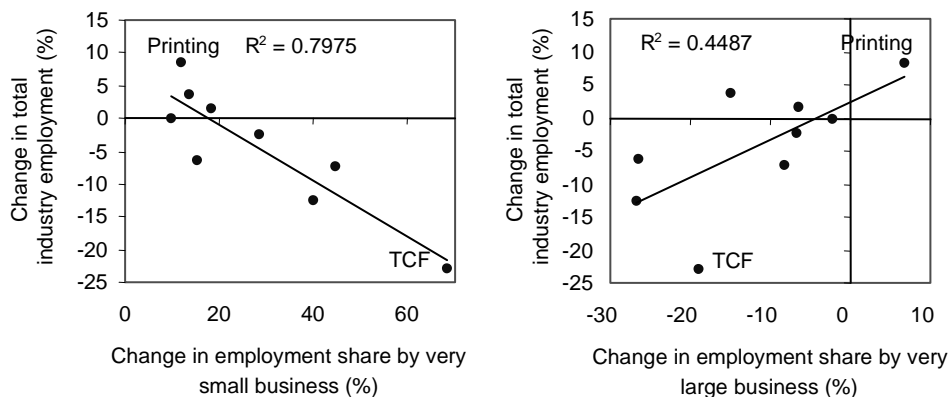 Change in total
industry employment (%)
15
10
5
0
-5
-10
-15
-20
-25
Printing
R² = 0.7975
TCF
0
20
40
60
Change in employment share by very
small business (%)
Change in total
industry employment (%)
15
10
5
0
-5
-10
-15
-20
-25
R² = 0.4487
Printing
TCF
-30
-20
-10
0
10
Change in employment share by very
large business (%)